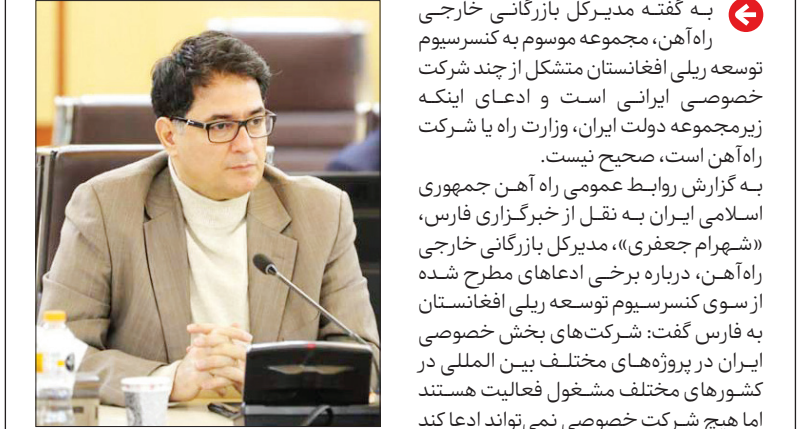 به گفته مدیرکل بازرگانی خارجی
راه‌آهن، مجموعه موسوم به کنسرسیوم
توسعه ریلی افغانستان متشکل از چند شرکت
خصوصی ایرانی است و ادعای اینکه
زیرمجموعه دولت ایران، وزارت راه یا شرکت
راه‌آهن است، صحیح نیست.
به گزارش روابط عمومی راه آهن جمهوری
اسلامی ایران به نقل از خبرگزاری فارس،
«شهرام جعفری»، مدیرکل بازرگانی خارجی
راه‌آهن، درباره برخی ادعاهای مطرح شده
از سوی کنسرسیوم توسعه ریلی افغانستان
به فارس گفت: شرکت‌های بخش خصوصی
ایران در پروژه‌های مختلف بین المللی در
کشورهای مختلف مشغول فعالیت هستند
اما هیچ شرکت خصوصی نمی‌تواند ادعا کند